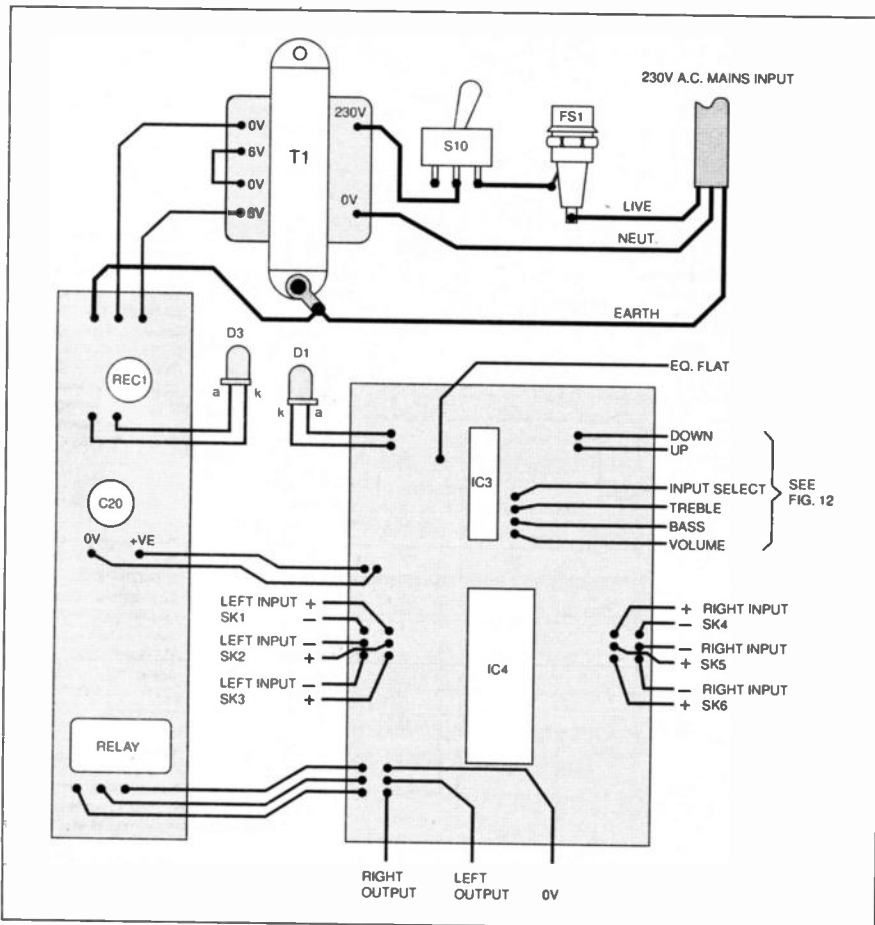 230V A.C. MAINS INPUT
0V
6V
0V
T1
230V
0V
S10
FS1
LIVE
NEUT.
EARTH
D3
a
k
D1
k
a
REC1
C20
0V
+VE
RELAY
EQ. FLAT
DOWN
UP
INPUT SELECT
TREBLE
BASS
VOLUME
SEE
FIG. 12
IC3
IC4
LEFT INPUT +
SK1 −
LEFT INPUT −
SK2 +
LEFT INPUT −
SK3 +
+ RIGHT INPUT
− SK4
− RIGHT INPUT
+ SK5
− RIGHT INPUT
+ SK6
RIGHT
OUTPUT
LEFT
OUTPUT
0V